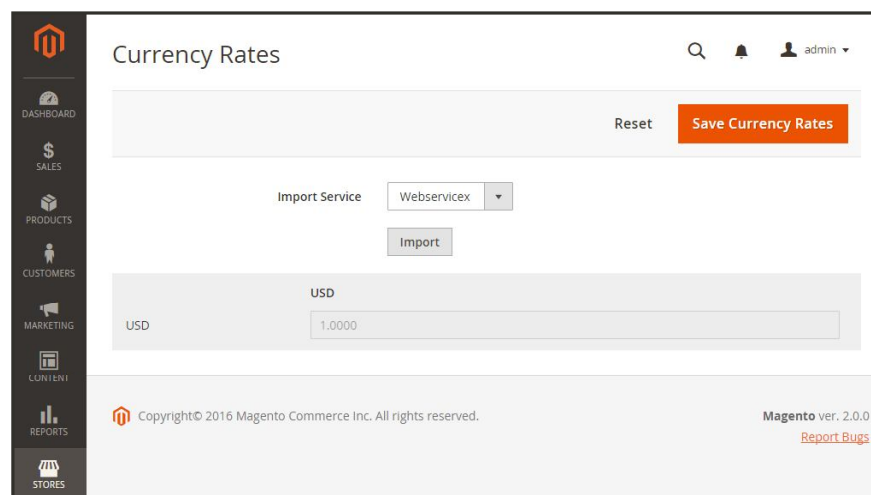 Currency Rates
admin
DASHBOARD
SALES
PRODUCTS
CUSTOMERS
MARKETING
CONTENT
REPORTS
STORES
Reset
Save Currency Rates
Import Service
Webservicex
Import
USD
USD
1.0000
Copyright© 2016 Magento Commerce Inc. All rights reserved.
Magento ver. 2.0.0
Report Bugs